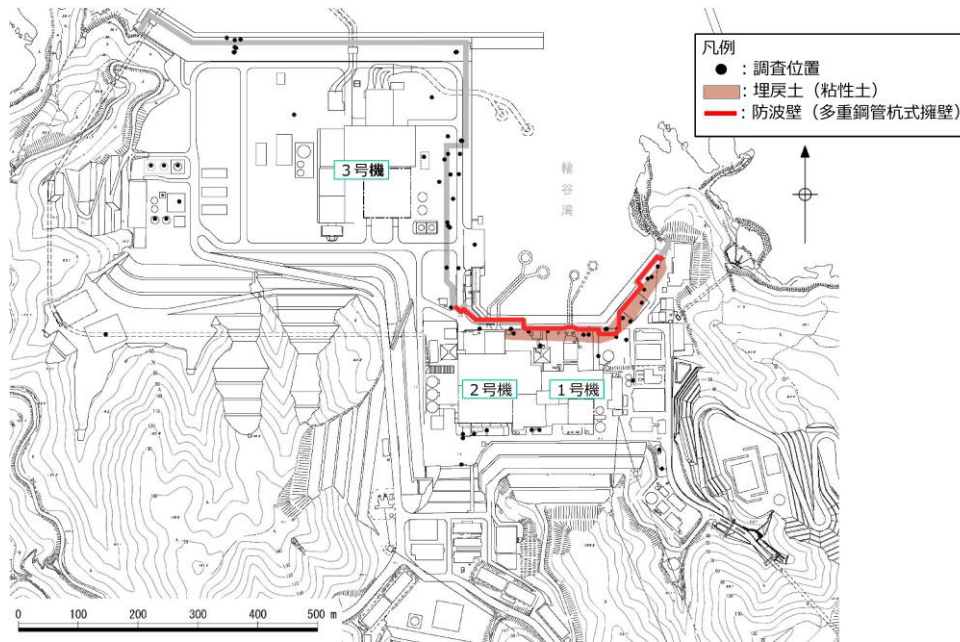 凡例
● : 調査位置
: 埋戻土（粘性土）
: 防波壁（多重鋼管杭式擁壁）
3号機
輪谷湾
2号機
1号機
0 100 200 300 400 500 m